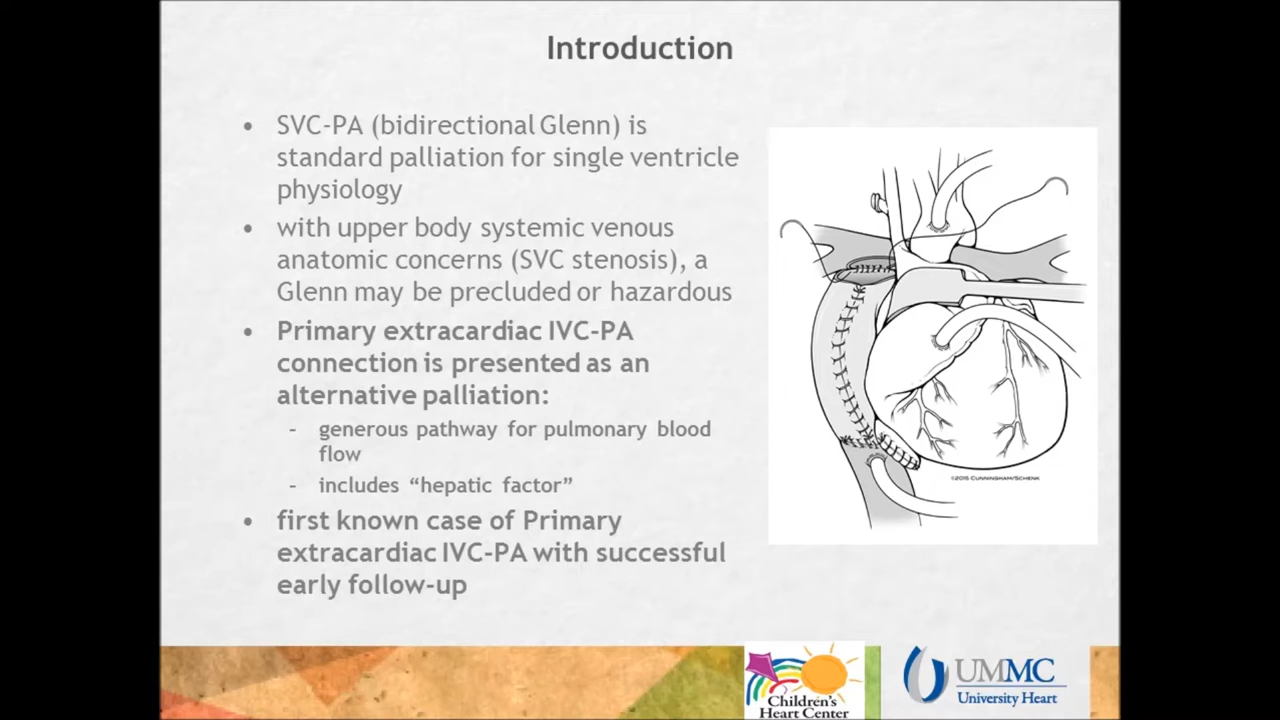 Introduction
• SVC-PA (bidirectional Glenn) is
standard palliation for single ventricle
physiology
• with upper body systemic venous
anatomic concerns (SVC stenosis), a
Glenn may be precluded or hazardous
• Primary extracardiac IVC-PA
connection is presented as an
alternative palliation:
- generous pathway for pulmonary blood
flow
- includes “hepatic factor”
• first known case of Primary
extracardiac IVC-PA with successful
early follow-up
©2015 CUNNINGHAM/SCHENK
Children's
Heart Center
UMMC
University Heart